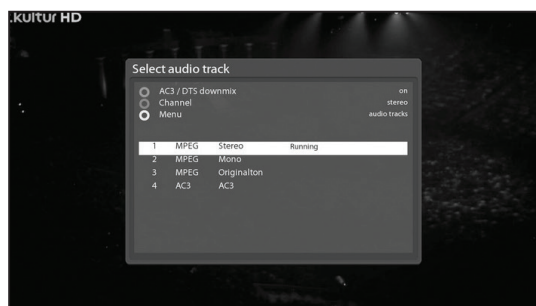 .kultur HD
Select audio track
AC3 / DTS downmix on
Channel stereo
Menu audio tracks
1 MPEG Stereo Running
2 MPEG Mono
3 MPEG Originalton
4 AC3 AC3